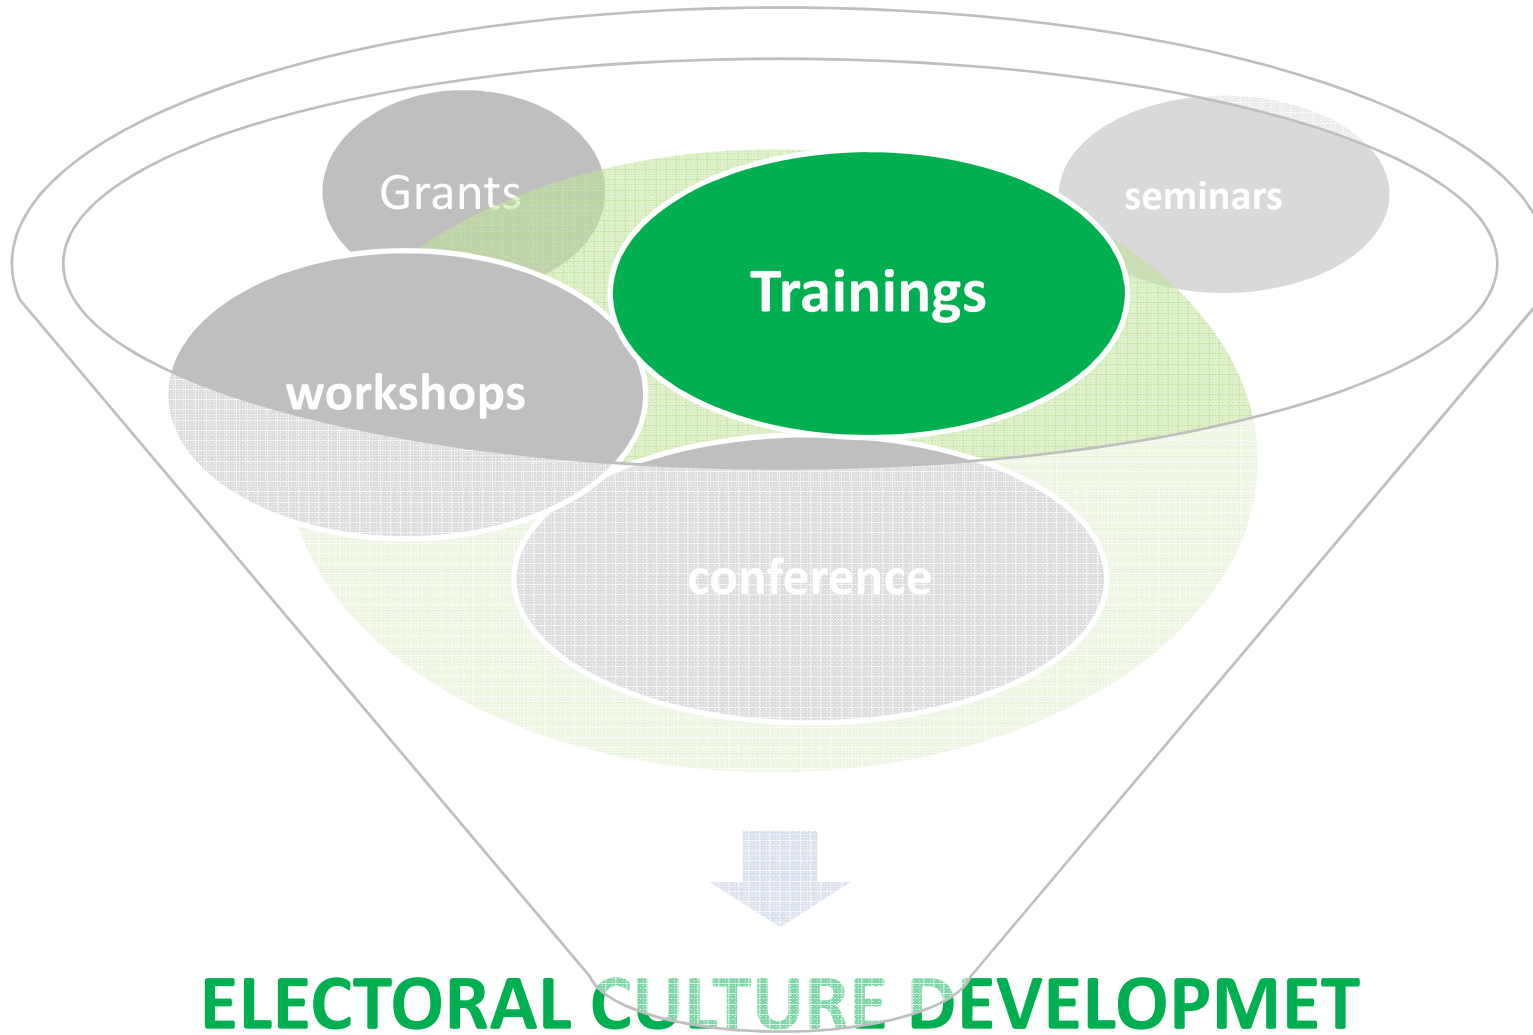 Grants
seminars
Trainings
workshops
conference
ELECTORAL CULTURE DEVELOPMET